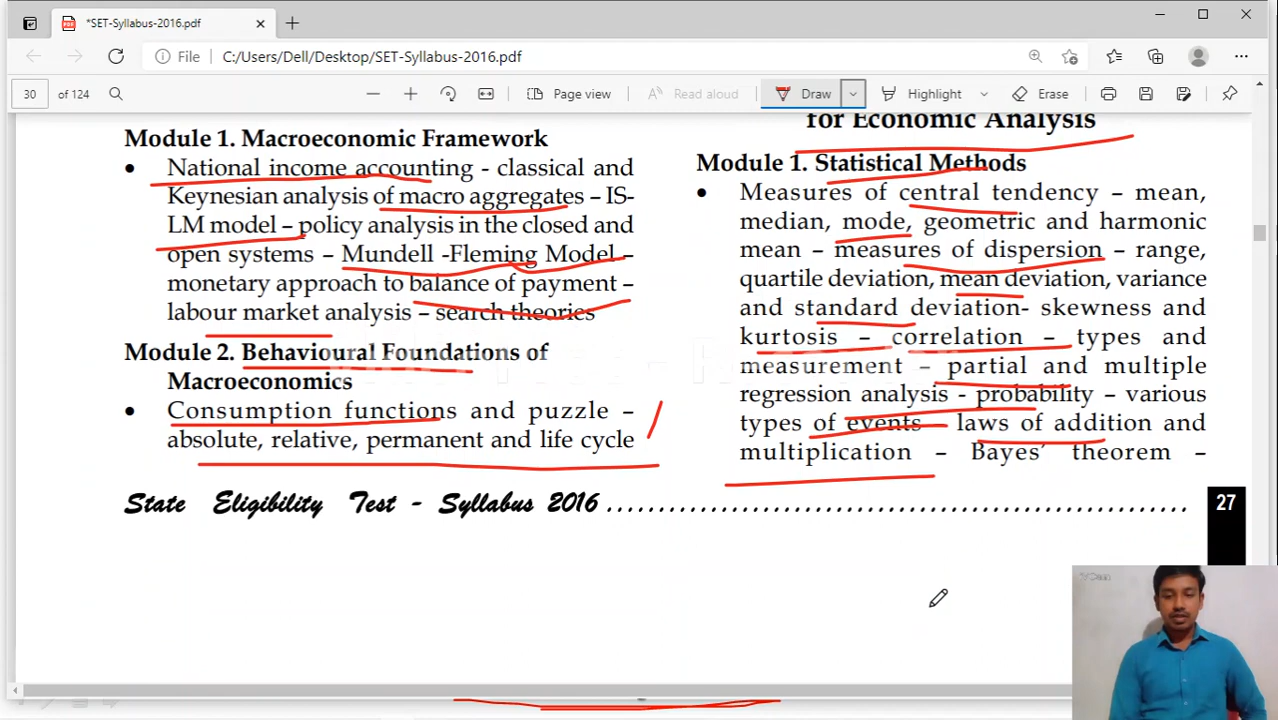 *SET-Syllabus-2016.pdf
File
C:/Users/Dell/Desktop/SET-Syllabus-2016.pdf
30 of 124
Page view
Read aloud
Draw
Highlight
Erase
Module 1. Macroeconomic Framework
• National income accounting - classical and
Keynesian analysis of macro aggregates – IS-
LM model – policy analysis in the closed and
open systems – Mundell -Fleming Model –
monetary approach to balance of payment –
labour market analysis – search theories
Module 2. Behavioural Foundations of
Macroeconomics
• Consumption functions and puzzle –
absolute, relative, permanent and life cycle
for Economic Analysis
Module 1. Statistical Methods
• Measures of central tendency – mean,
median, mode, geometric and harmonic
mean – measures of dispersion – range,
quartile deviation, mean deviation, variance
and standard deviation- skewness and
kurtosis – correlation – types and
measurement – partial and multiple
regression analysis - probability – various
types of events – laws of addition and
multiplication – Bayes' theorem –
State Eligibility Test - Syllabus 2016 ..........................................................
27